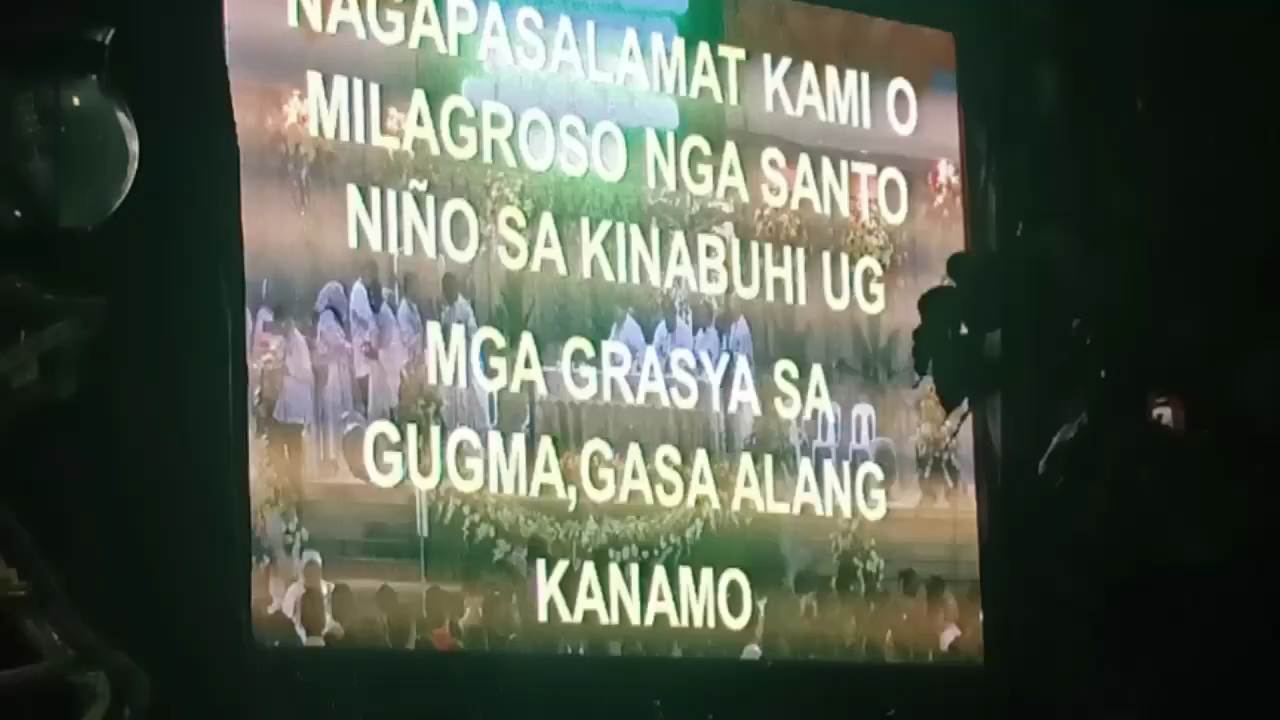 NAGAPASALAMAT KAMI O
MILAGROSO NGA SANTO
NIÑO SA KINABUHI UG
MGA GRASYA SA
GUGMA,GASA ALANG
KANAMO